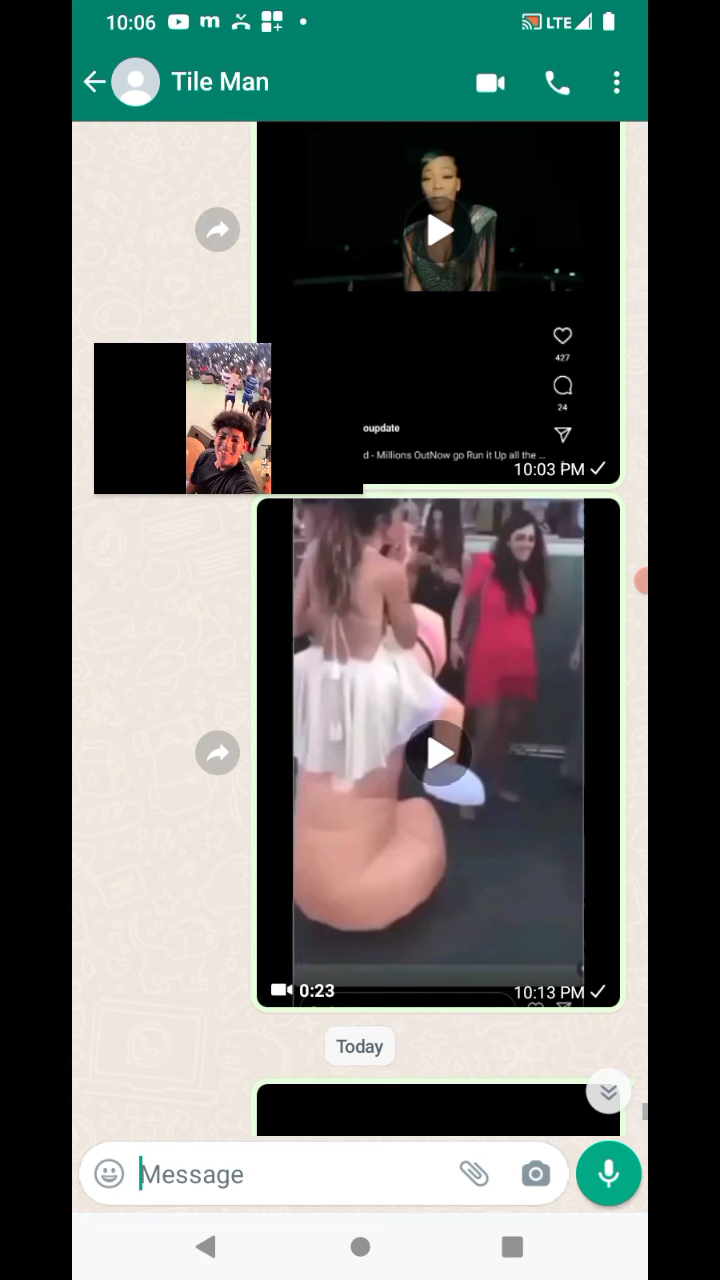 10:06
LTE
Tile Man
427
24
oupdate
d - Millions OutNow go Run it Up all the ...
10:03 PM
0:23
10:13 PM
Today
Message